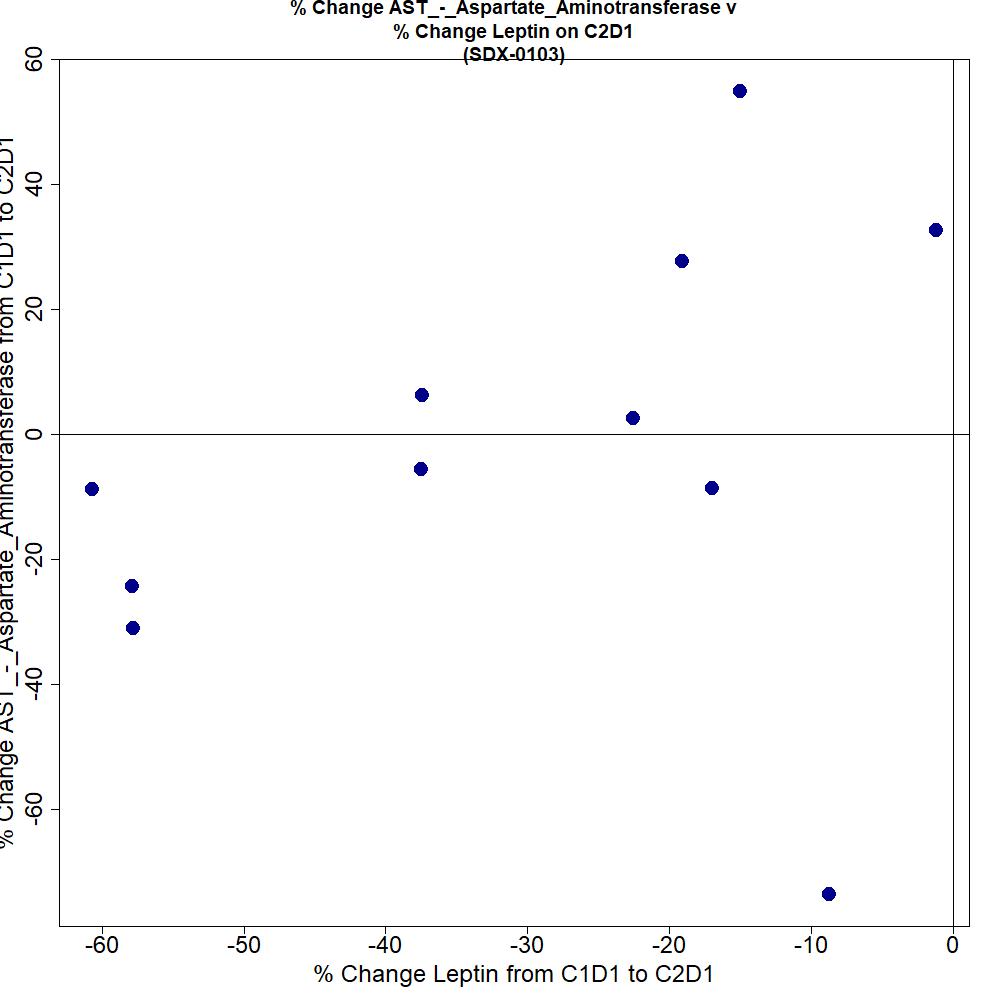 % Change AST_-_Aspartate_Aminotransferase v
% Change Leptin on C2D1
(SDX-0103)
% Change AST_-_Aspartate_Aminotransferase from C1D1 to C2D1
60
40
20
0
-20
-40
-60
-60 -50 -40 -30 -20 -10 0
% Change Leptin from C1D1 to C2D1